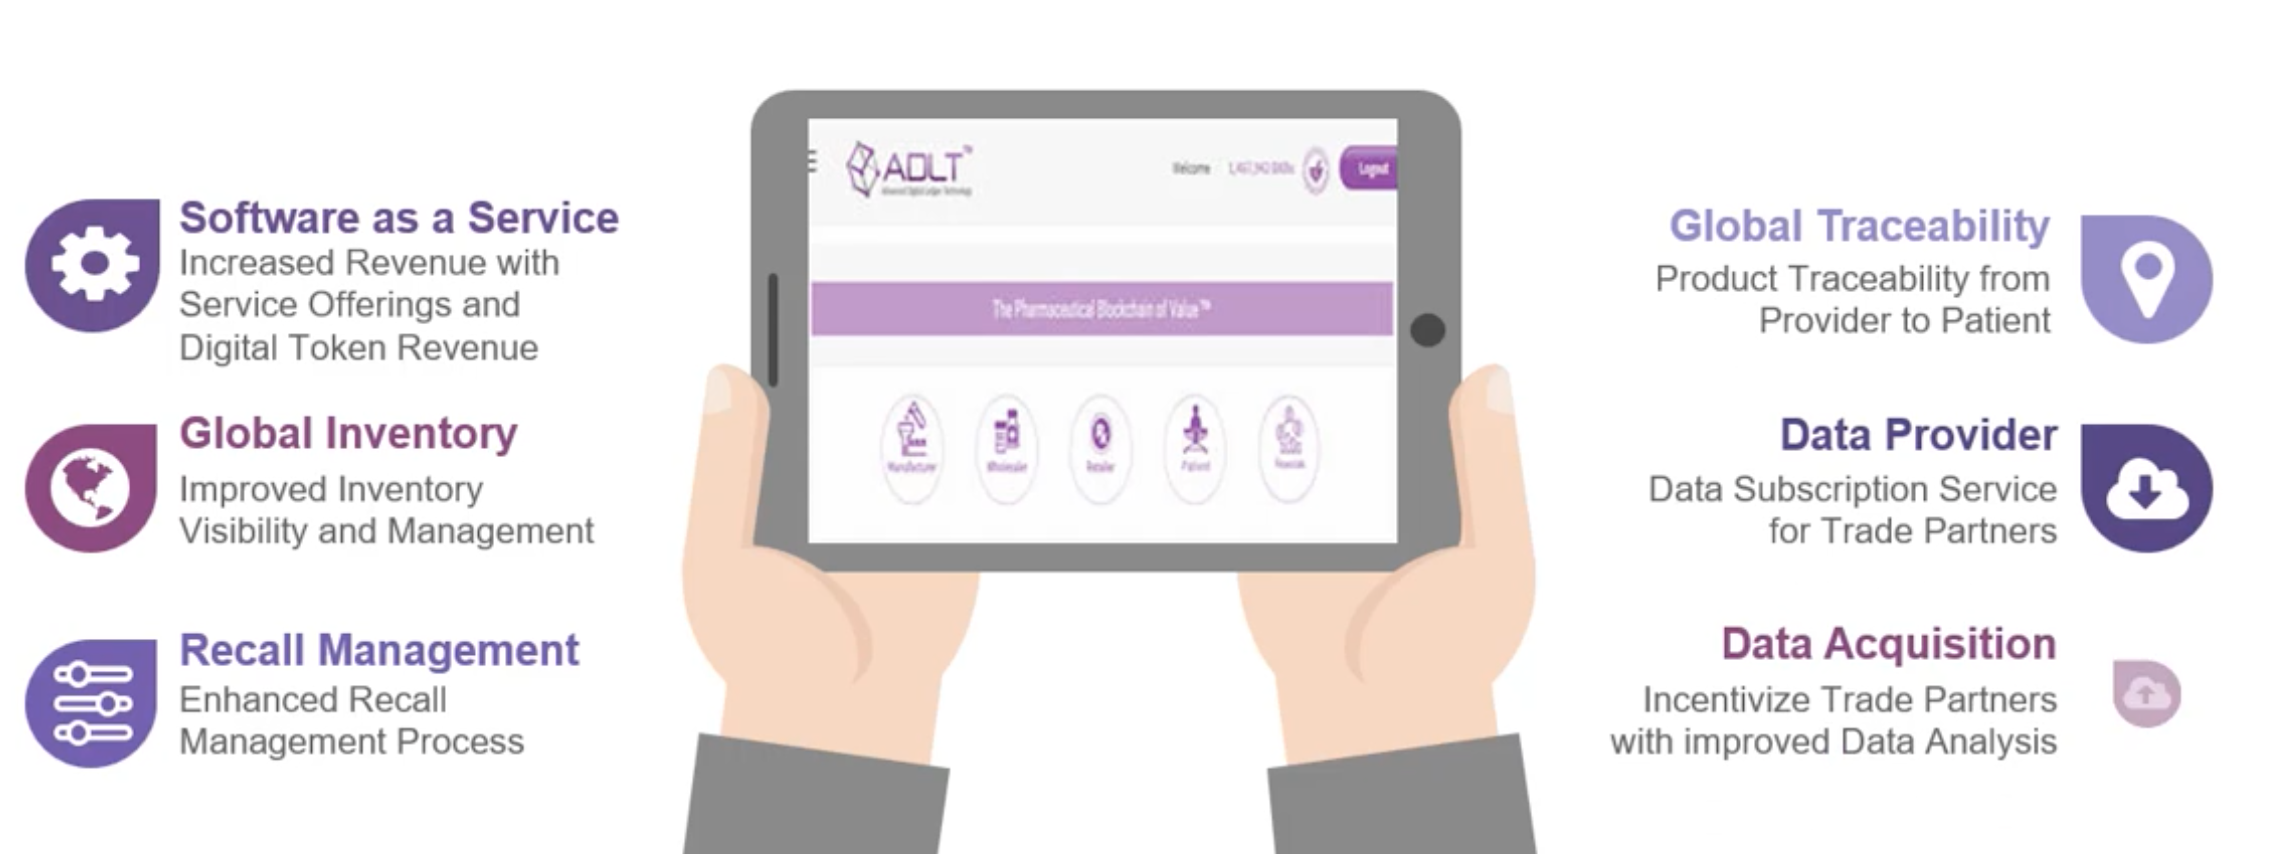 Software as a Service
Increased Revenue with
Service Offerings and
Digital Token Revenue
Global Inventory
Improved Inventory
Visibility and Management
Recall Management
Enhanced Recall
Management Process
ADLT™
Advanced Digital Ledger Technology
Welcome
Logout
The Pharmaceutical Blockchain of Value™
Manufacturer
Wholesaler
Retailer
Patient
Financials
Global Traceability
Product Traceability from
Provider to Patient
Data Provider
Data Subscription Service
for Trade Partners
Data Acquisition
Incentivize Trade Partners
with improved Data Analysis